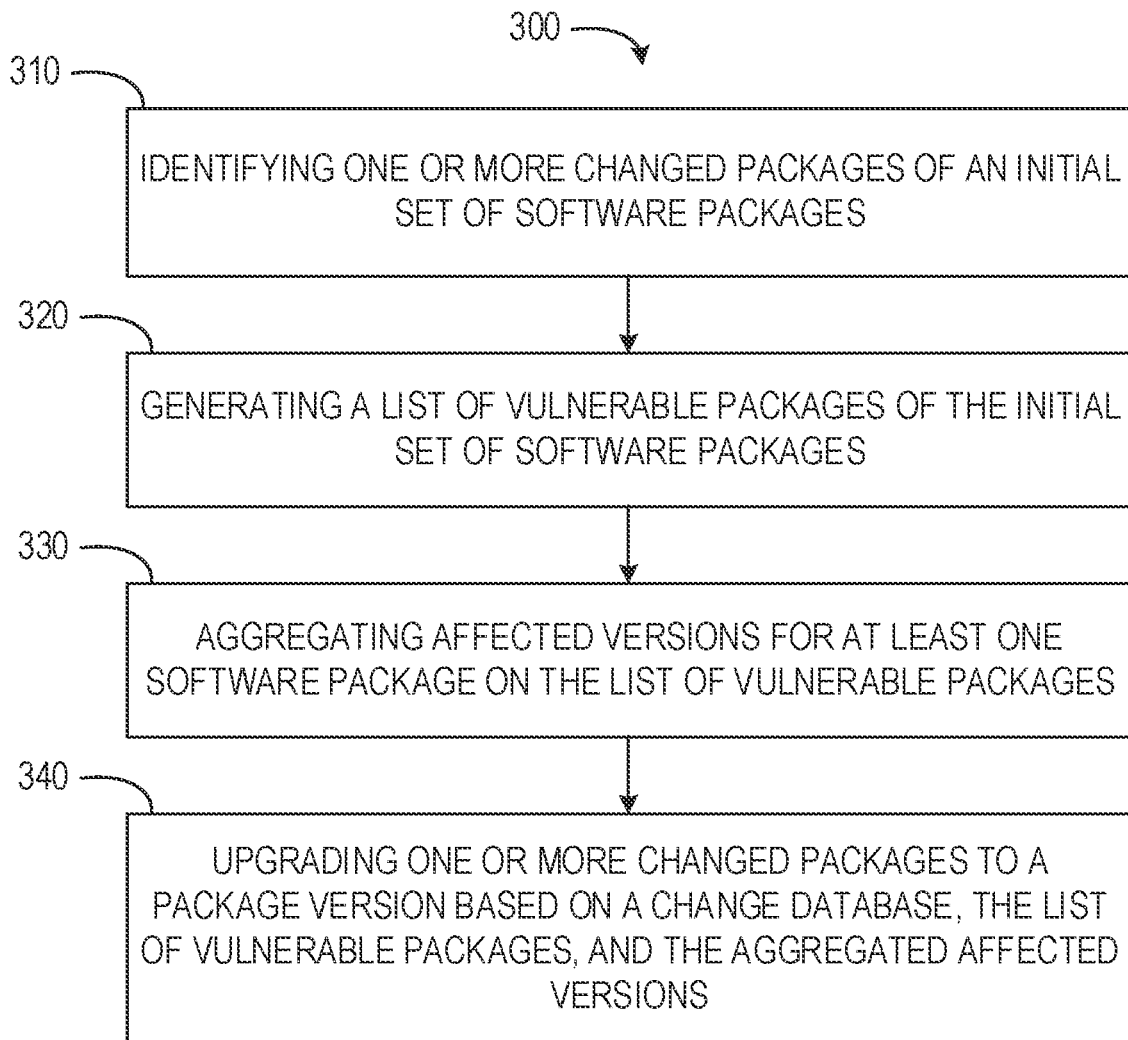 300
310
IDENTIFYING ONE OR MORE CHANGED PACKAGES OF AN INITIAL
SET OF SOFTWARE PACKAGES
320
GENERATING A LIST OF VULNERABLE PACKAGES OF THE INITIAL
SET OF SOFTWARE PACKAGES
330
AGGREGATING AFFECTED VERSIONS FOR AT LEAST ONE
SOFTWARE PACKAGE ON THE LIST OF VULNERABLE PACKAGES
340
UPGRADING ONE OR MORE CHANGED PACKAGES TO A
PACKAGE VERSION BASED ON A CHANGE DATABASE, THE LIST
OF VULNERABLE PACKAGES, AND THE AGGREGATED AFFECTED
VERSIONS